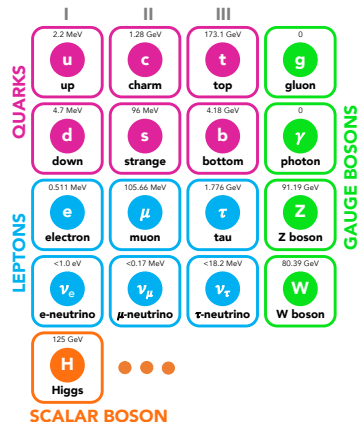 I II III
2.2 MeV 1.28 GeV 173.1 GeV 0
u c t g
up charm top gluon
QUARKS
4.7 MeV 96 MeV 4.18 GeV 0
d s b γ
down strange bottom photon
GAUGE BOSONS
0.511 MeV 105.66 MeV 1.776 GeV 91.19 GeV
e μ τ Z
electron muon tau Z boson
LEPTONS
<1.0 eV <0.17 MeV <18.2 MeV 80.39 GeV
νe νμ ντ W
e-neutrino μ-neutrino τ-neutrino W boson
125 GeV
H
Higgs
SCALAR BOSON